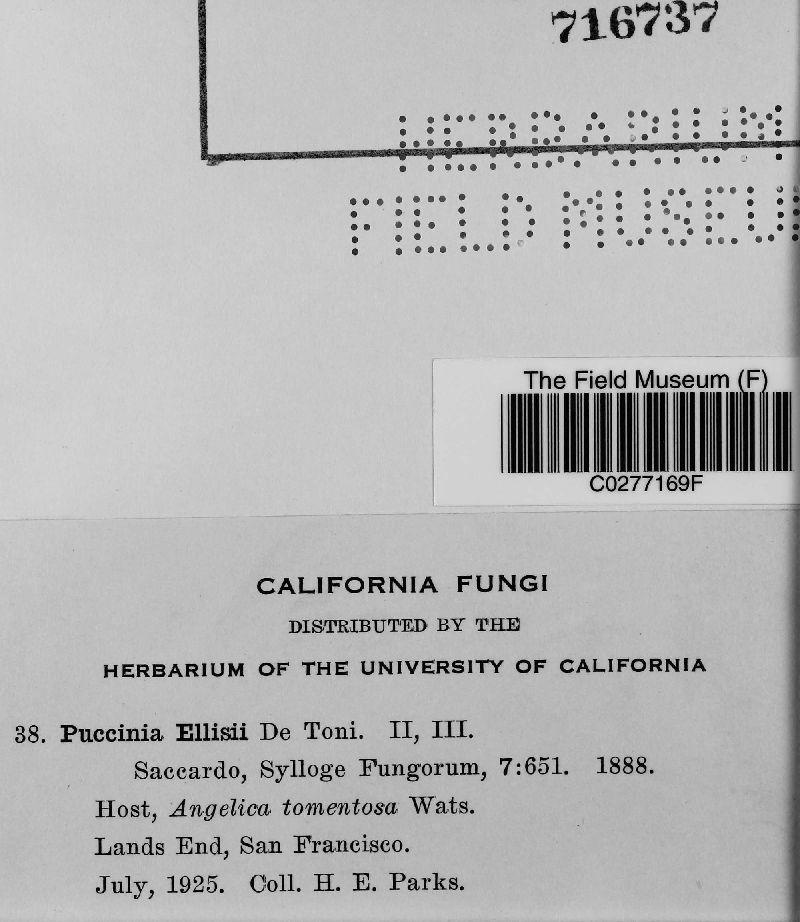 716737
HERBARIUM
FIELD MUSEUM
The Field Museum (F)
C0277169F
CALIFORNIA FUNGI
DISTRIBUTED BY THE
HERBARIUM OF THE UNIVERSITY OF CALIFORNIA
38. Puccinia Ellisii De Toni. II, III.
Saccardo, Sylloge Fungorum, 7:651. 1888.
Host, Angelica tomentosa Wats.
Lands End, San Francisco.
July, 1925. Coll. H. E. Parks.